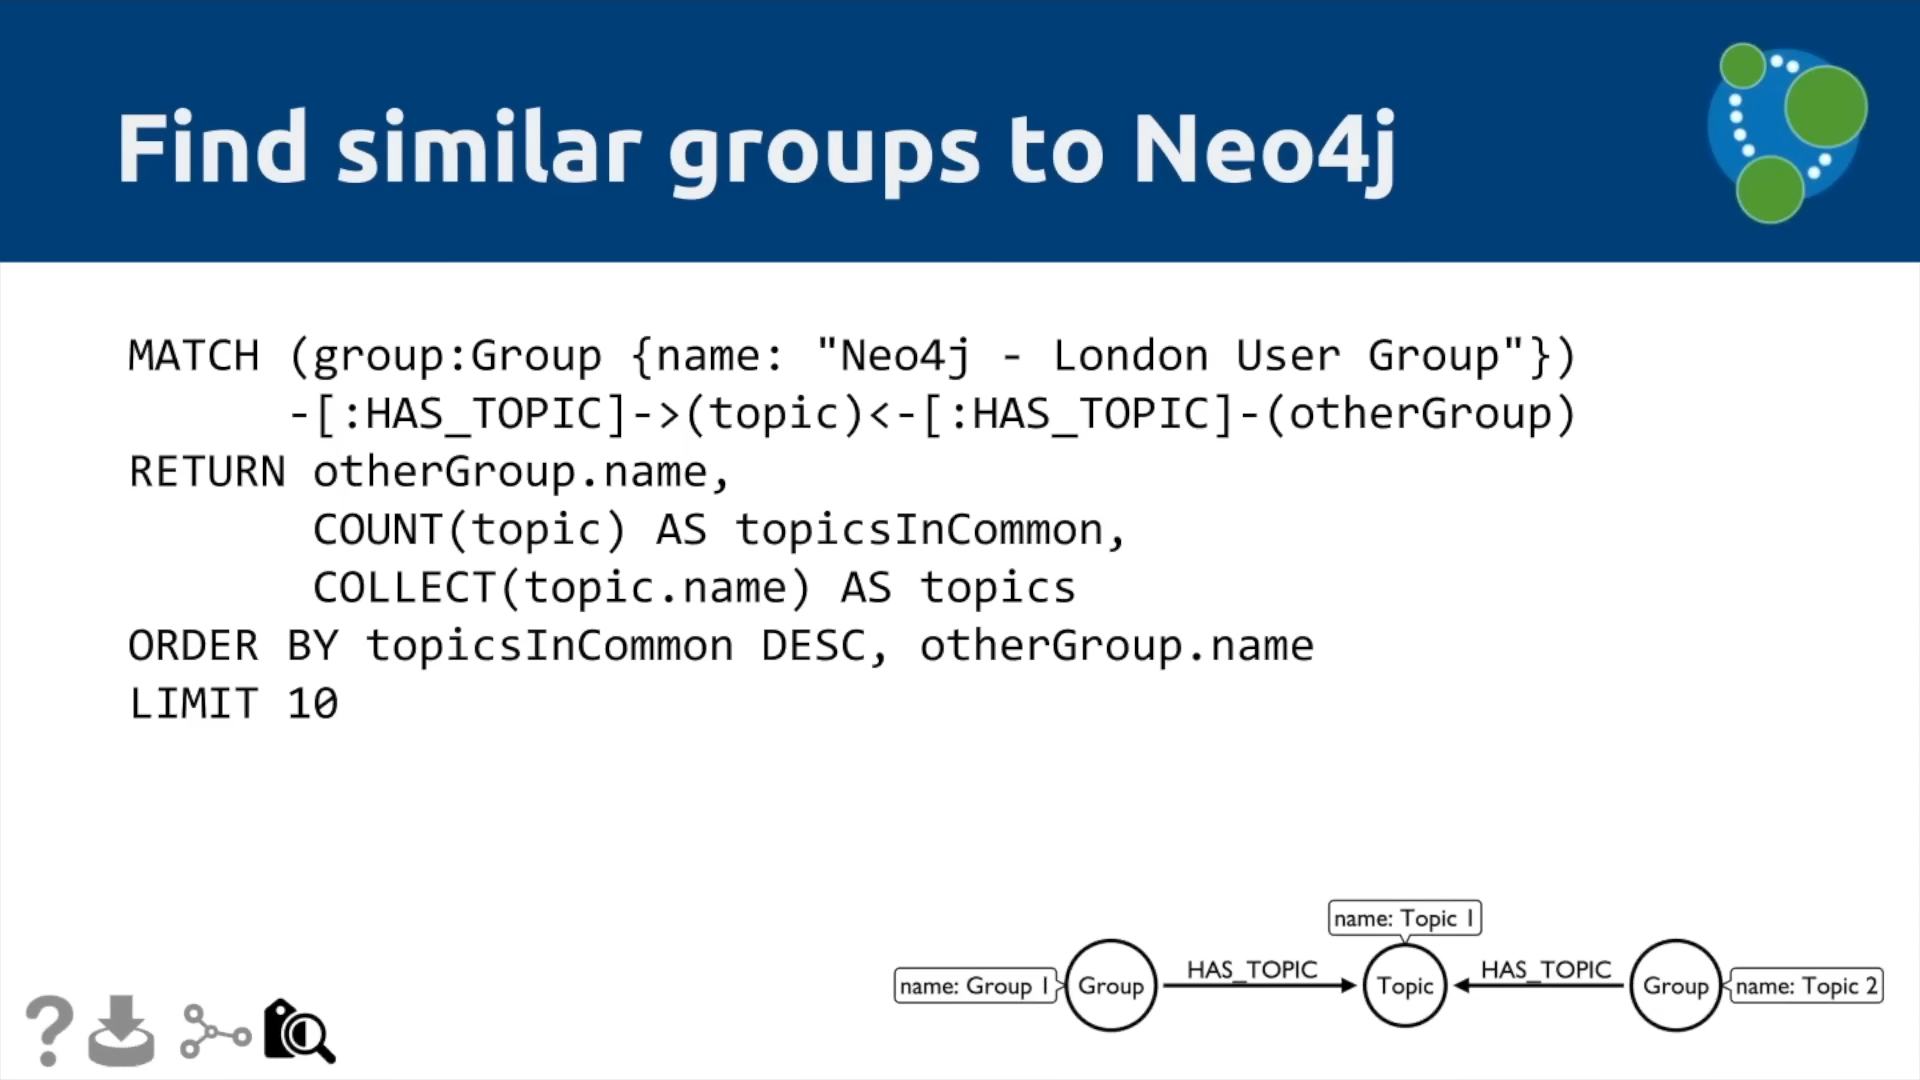 Find similar groups to Neo4j
MATCH (group:Group {name: "Neo4j - London User Group"})
-[:HAS_TOPIC]->(topic)<-[:HAS_TOPIC]-(otherGroup)
RETURN otherGroup.name,
COUNT(topic) AS topicsInCommon,
COLLECT(topic.name) AS topics
ORDER BY topicsInCommon DESC, otherGroup.name
LIMIT 10
name: Topic 1
name: Group 1 Group HAS_TOPIC Topic HAS_TOPIC Group name: Topic 2